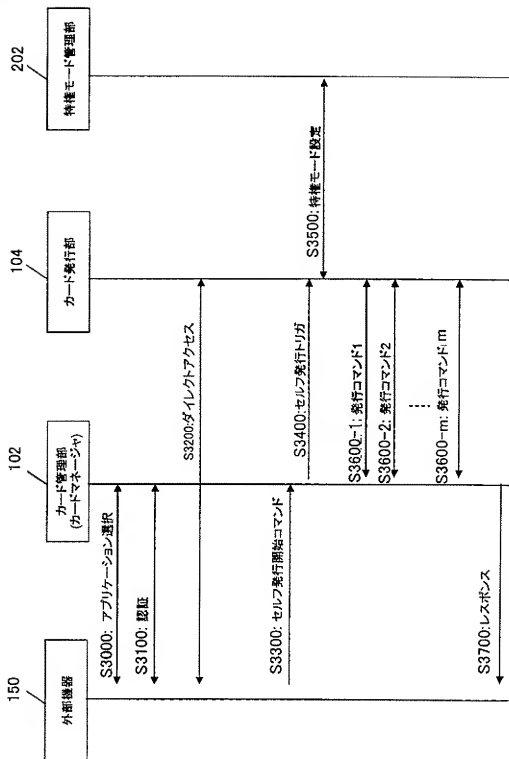 150
外部機器
102
カード管理部
(カードマネージャ)
104
カード発行部
202
特権モード管理部
S3000: アプリケーション選択
S3100: 認証
S3200:ダイレクトアクセス
S3300: セルフ発行開始コマンド
S3400:セルフ発行トリガ
S3500: 特権モード設定
S3600-1: 発行コマンド1
S3600-2: 発行コマンド2
S3600-m: 発行コマンドm
S3700:レスポンス